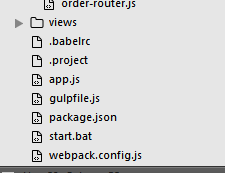 order-router.js
views
.babelrc
.project
app.js
gulpfile.js
package.json
start.bat
webpack.config.js